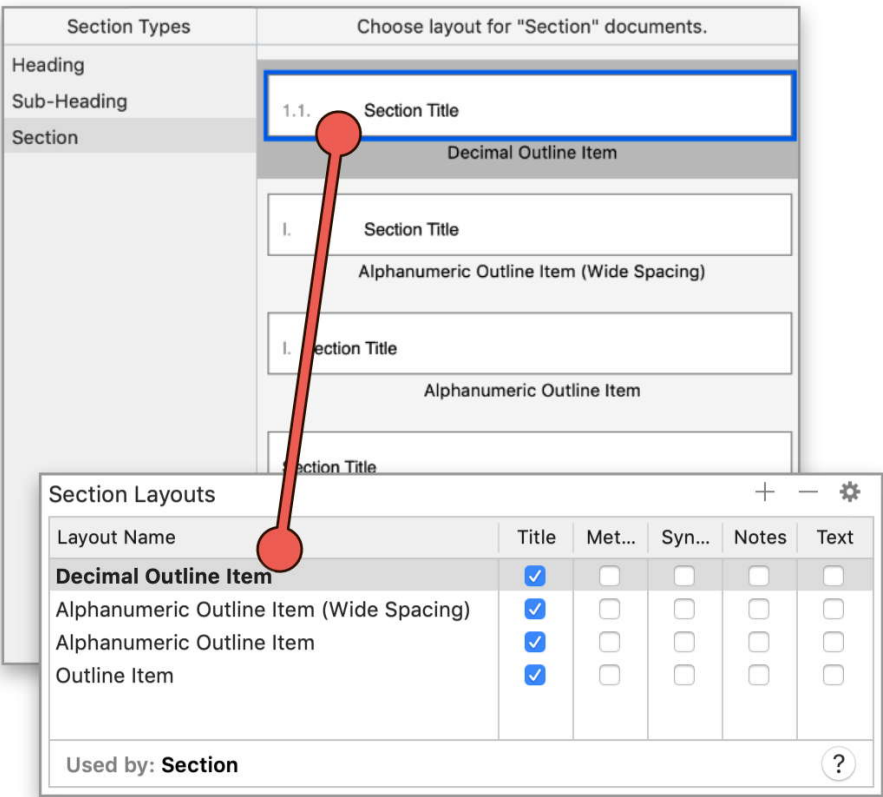 Section Types
Choose layout for "Section" documents.
Heading
Sub-Heading
Section
1.1. Section Title
Decimal Outline Item
I. Section Title
Alphanumeric Outline Item (Wide Spacing)
I. ection Title
Alphanumeric Outline Item
Section Title
Section Layouts
Layout Name Title Met... Syn... Notes Text
Decimal Outline Item
Alphanumeric Outline Item (Wide Spacing)
Alphanumeric Outline Item
Outline Item
Used by: Section ?